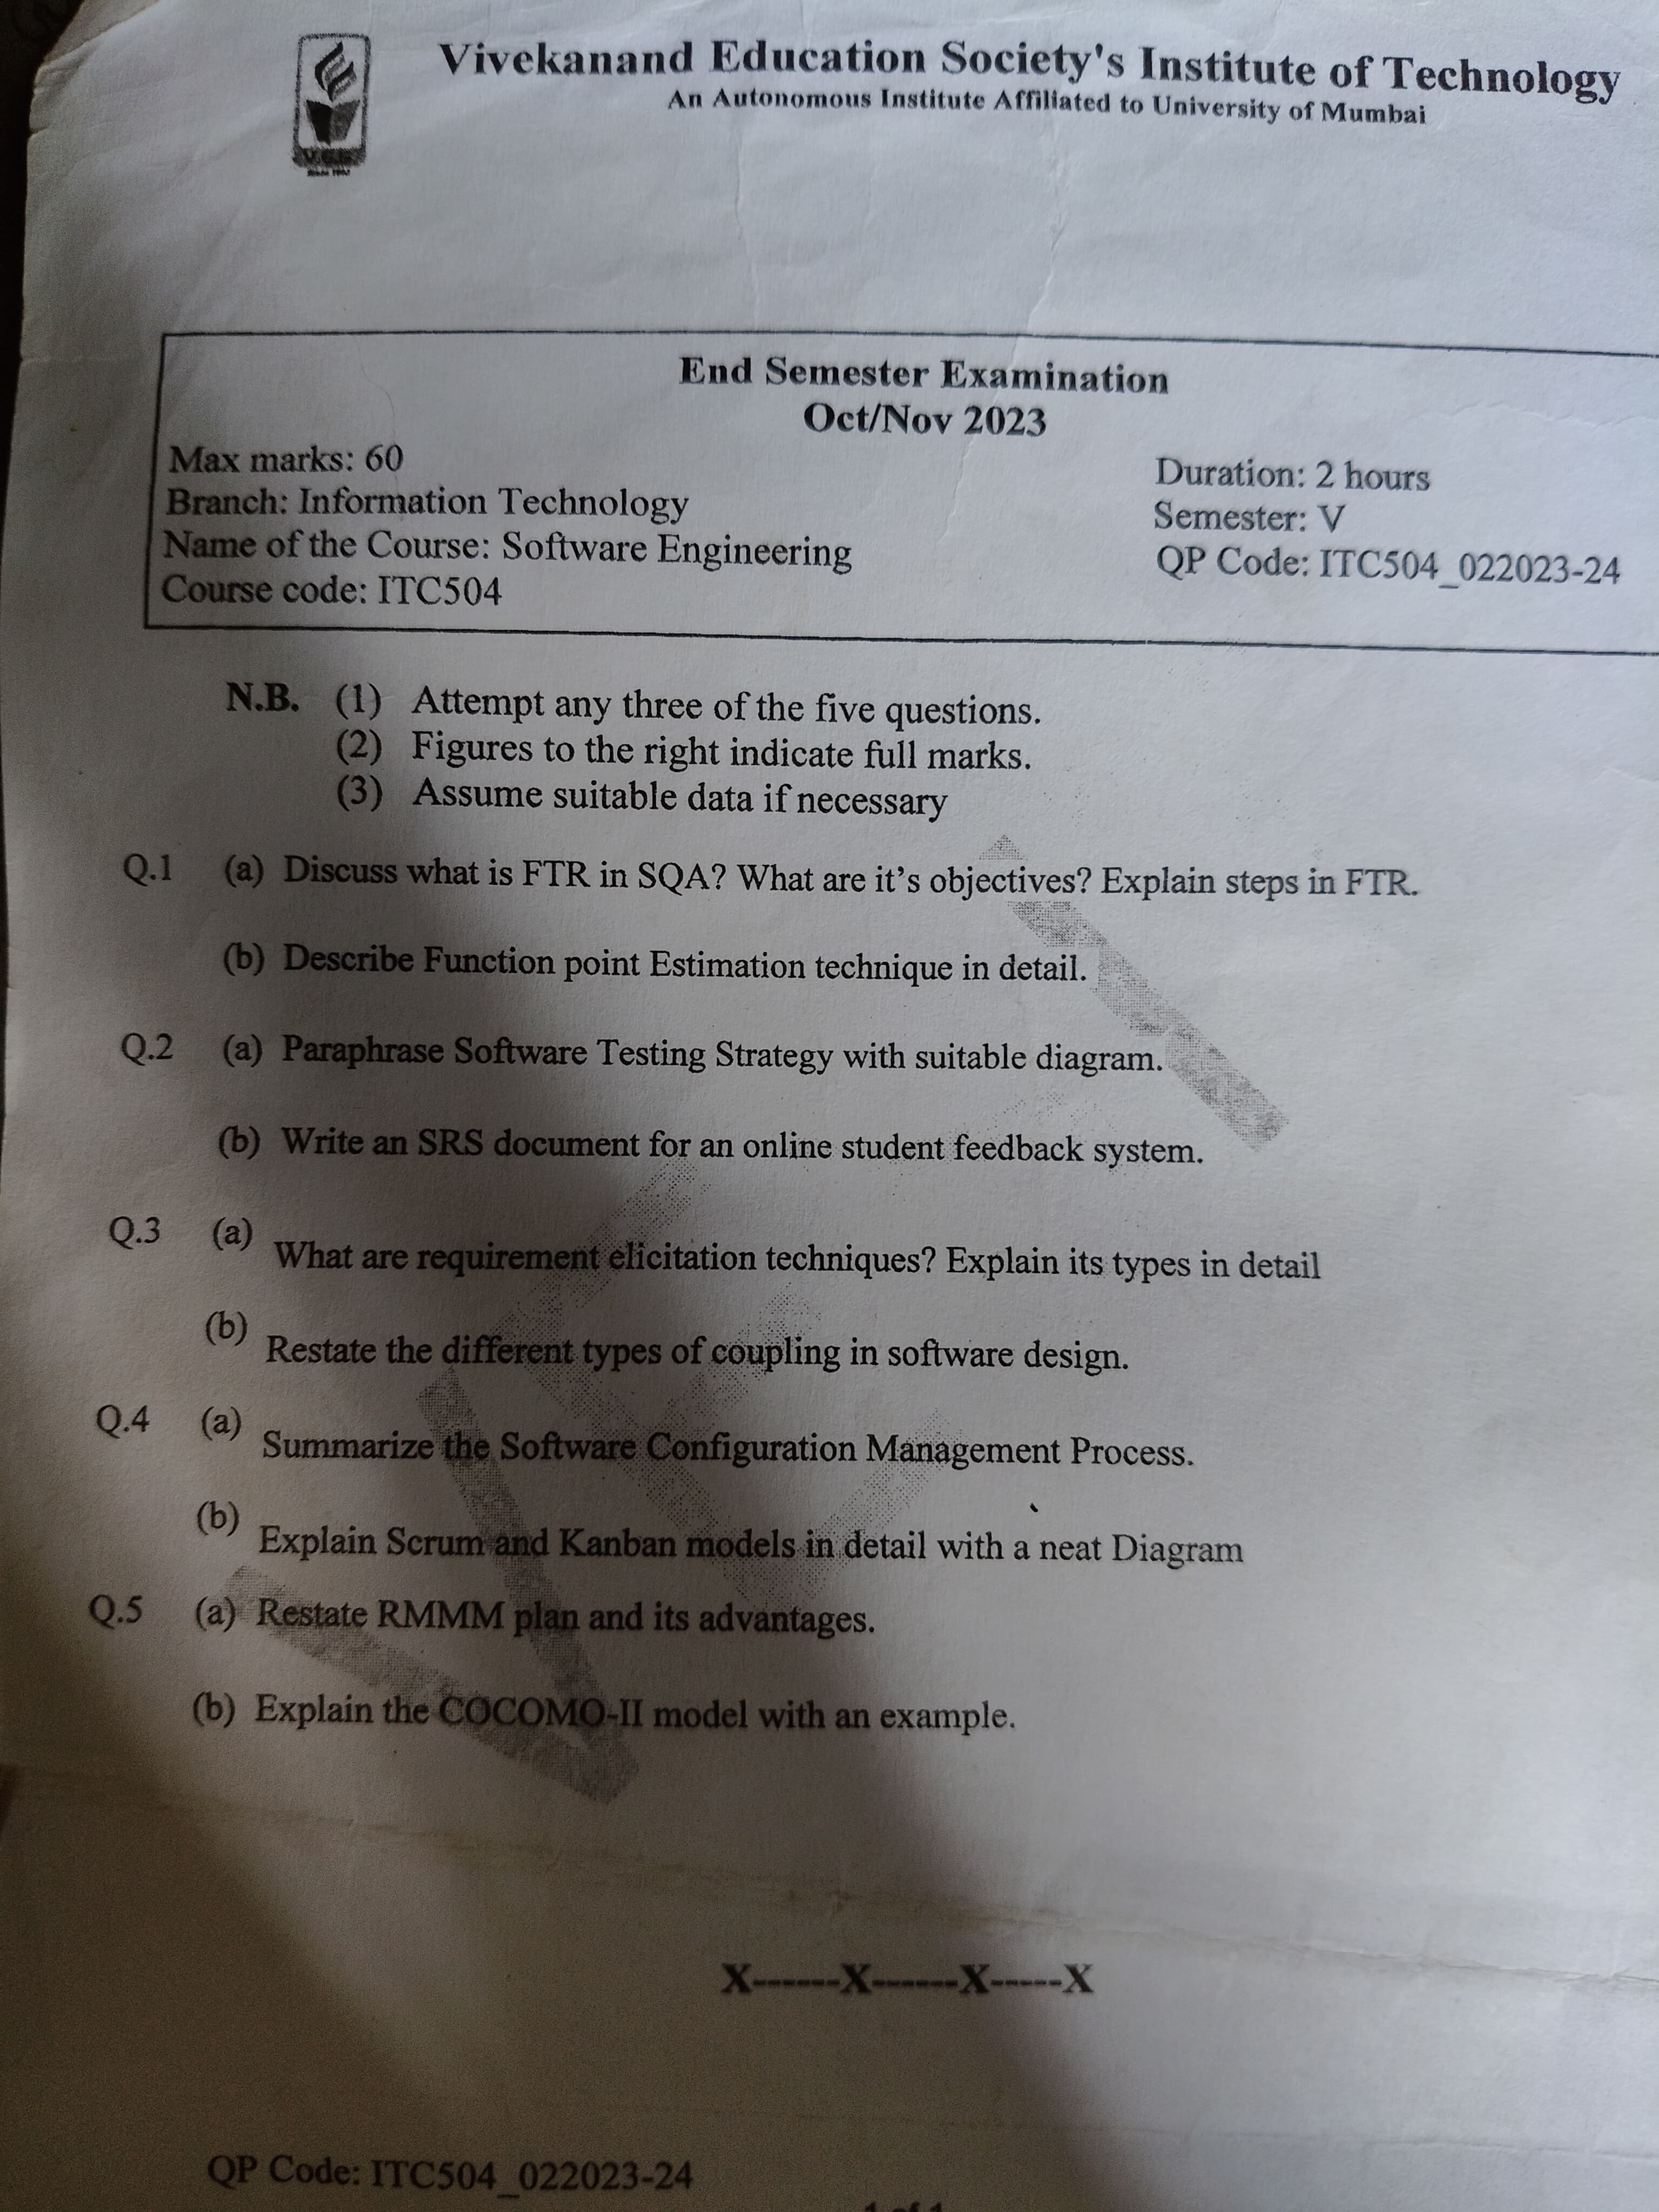 Vivekanand Education Society's Institute of Technology
An Autonomous Institute Affiliated to University of Mumbai
V.E.S.
Since 1962
End Semester Examination
Oct/Nov 2023
Max marks: 60
Duration: 2 hours
Branch: Information Technology
Semester: V
Name of the Course: Software Engineering
QP Code: ITC504_022023-24
Course code: ITC504
N.B. (1) Attempt any three of the five questions.
(2) Figures to the right indicate full marks.
(3) Assume suitable data if necessary
Q.1 (a) Discuss what is FTR in SQA? What are it's objectives? Explain steps in FTR.
(b) Describe Function point Estimation technique in detail.
Q.2 (a) Paraphrase Software Testing Strategy with suitable diagram.
(b) Write an SRS document for an online student feedback system.
Q.3 (a) What are requirement elicitation techniques? Explain its types in detail
(b) Restate the different types of coupling in software design.
Q.4 (a) Summarize the Software Configuration Management Process.
(b) Explain Scrum and Kanban models in detail with a neat Diagram
Q.5 (a) Restate RMMM plan and its advantages.
(b) Explain the COCOMO-II model with an example.
X------X------X-----X
QP Code: ITC504_022023-24
1 of 1